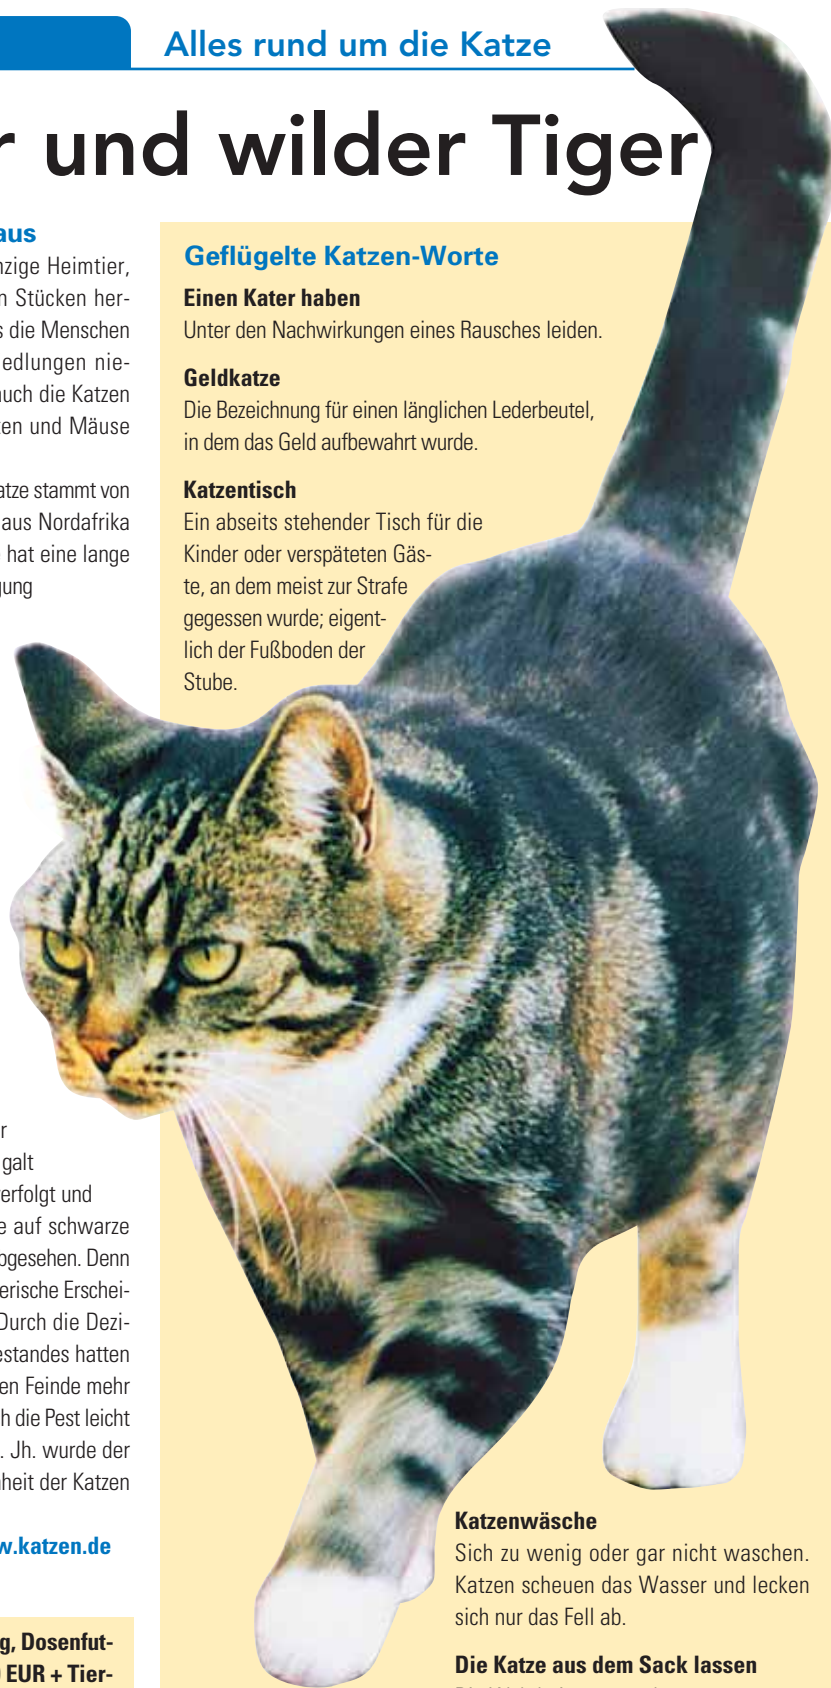 Alles rund um die Katze
r und wilder Tiger
aus
nzige Heimtier,
n Stücken her-
s die Menschen
edlungen nie-
auch die Katzen
ten und Mäuse
atze stammt von
aus Nordafrika
hat eine lange
gung
r
galt
erfolgt und
e auf schwarze
bgesehen. Denn
erische Erschei-
Durch die Dezi-
estandes hatten
en Feinde mehr
h die Pest leicht
. Jh. wurde der
nheit der Katzen
w.katzen.de
g, Dosenfut-
EUR + Tier-
Geflügelte Katzen-Worte
Einen Kater haben
Unter den Nachwirkungen eines Rausches leiden.
Geldkatze
Die Bezeichnung für einen länglichen Lederbeutel,
in dem das Geld aufbewahrt wurde.
Katzentisch
Ein abseits stehender Tisch für die
Kinder oder verspäteten Gäs-
te, an dem meist zur Strafe
gegessen wurde; eigent-
lich der Fußboden der
Stube.
Katzenwäsche
Sich zu wenig oder gar nicht waschen.
Katzen scheuen das Wasser und lecken
sich nur das Fell ab.
Die Katze aus dem Sack lassen